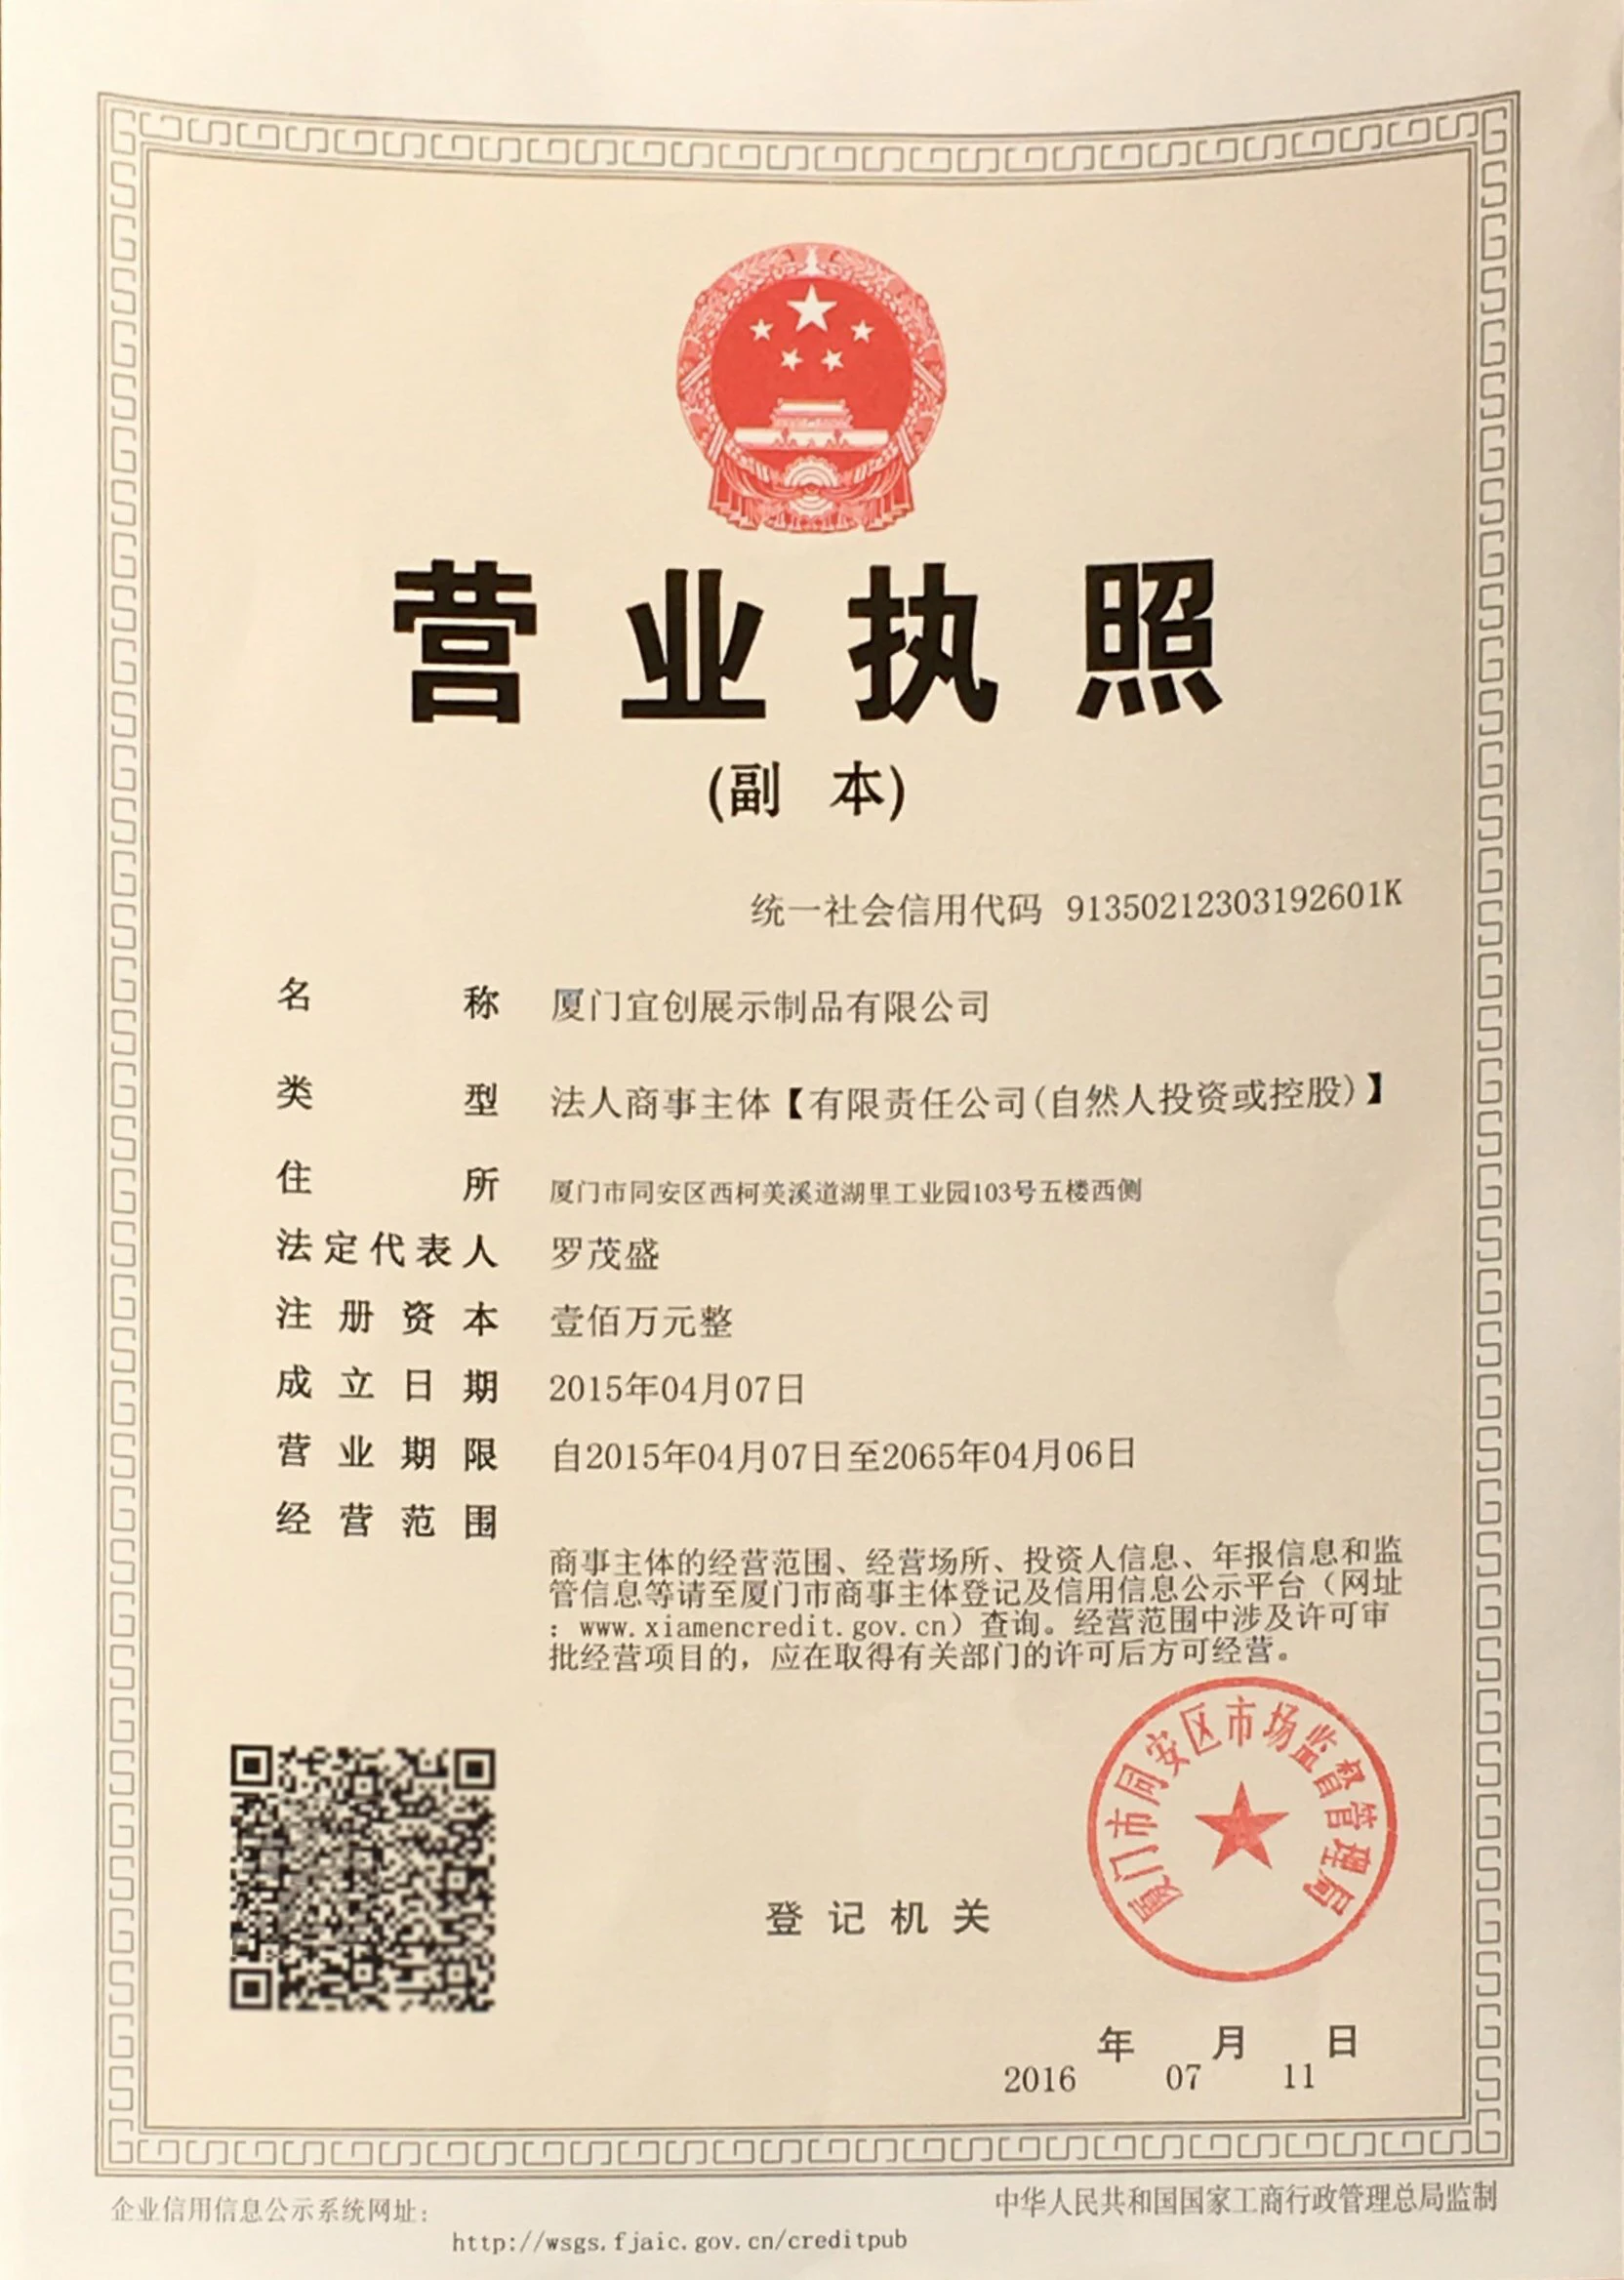 营业执照
(副 本)
统一社会信用代码 91350212303192601K
名称 厦门宜创展示制品有限公司
类型 法人商事主体【有限责任公司(自然人投资或控股)】
住所 厦门市同安区西柯美溪道湖里工业园103号五楼西侧
法定代表人 罗茂盛
注册资本 壹佰万元整
成立日期 2015年04月07日
营业期限 自2015年04月07日至2065年04月06日
经营范围
商事主体的经营范围、经营场所、投资人信息、年报信息和监
管信息等请至厦门市商事主体登记及信用信息公示平台（网址
：www.xiamencredit.gov.cn）查询。经营范围中涉及许可审
批经营项目的，应在取得有关部门的许可后方可经营。
厦门市同安区市场监督管理局
登记机关
年 月 日
2016 07 11
企业信用信息公示系统网址：
http://wsgs.fjaic.gov.cn/creditpub
中华人民共和国国家工商行政管理总局监制